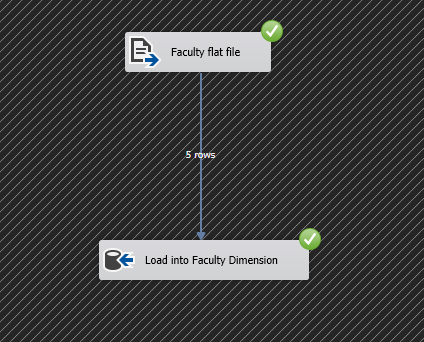 Faculty flat file
5 rows
Load into Faculty Dimension